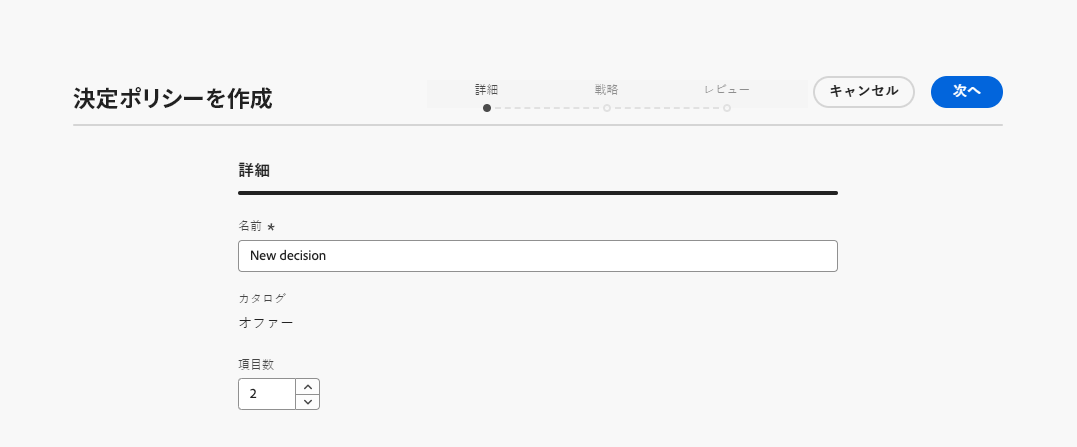 決定ポリシーを作成
詳細
戦略
レビュー
キャンセル
次へ
詳細
名前 *
New decision
カタログ
オファー
項目数
2